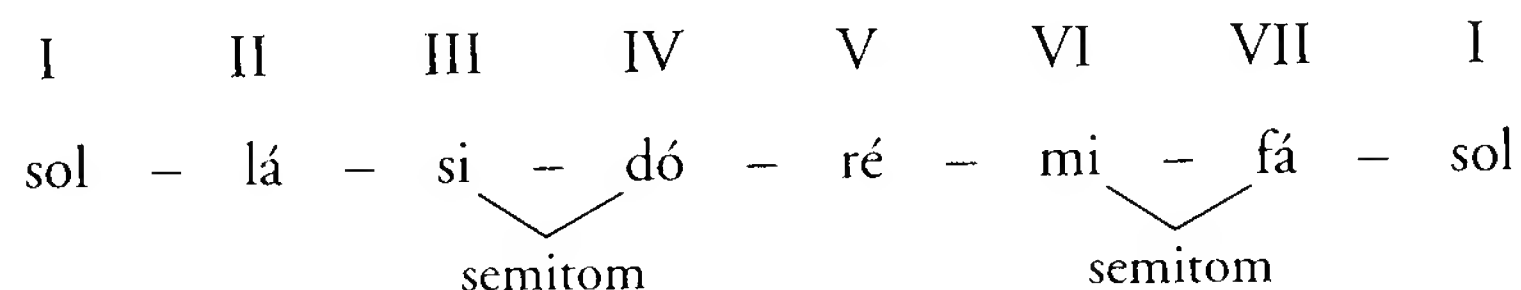 I II III IV V VI VII I
sol – lá – si – dó – ré – mi – fá – sol
semitom semitom